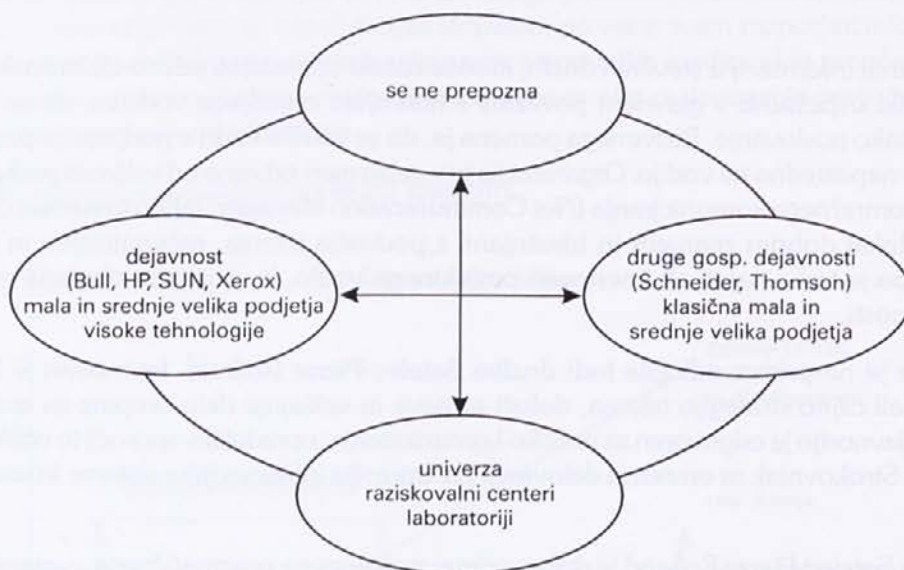 se ne prepozna
dejavnost
(Bull, HP, SUN, Xerox)
mala in srednje velika podjetja
visoke tehnologije
druge gosp. dejavnosti
(Schneider, Thomson)
klasična mala in
srednje velika podjetja
univerza
raziskovalni centeri
laboratoriji